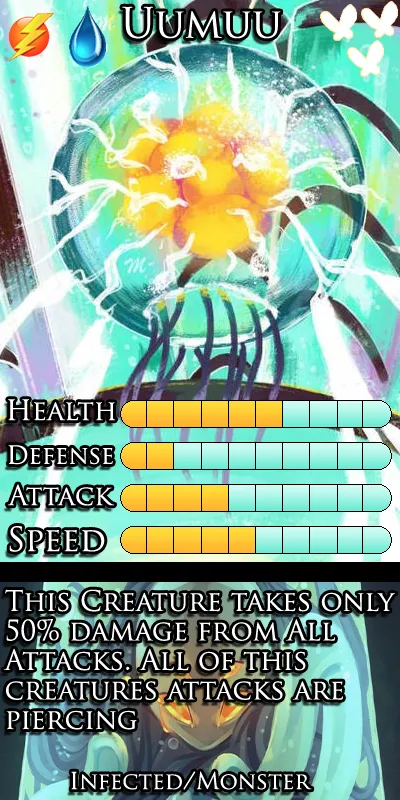 Uumuu
Health
Defense
Attack
Speed
This Creature takes only
50% damage from All
Attacks. All of this
creatures attacks are
piercing
Infected/Monster